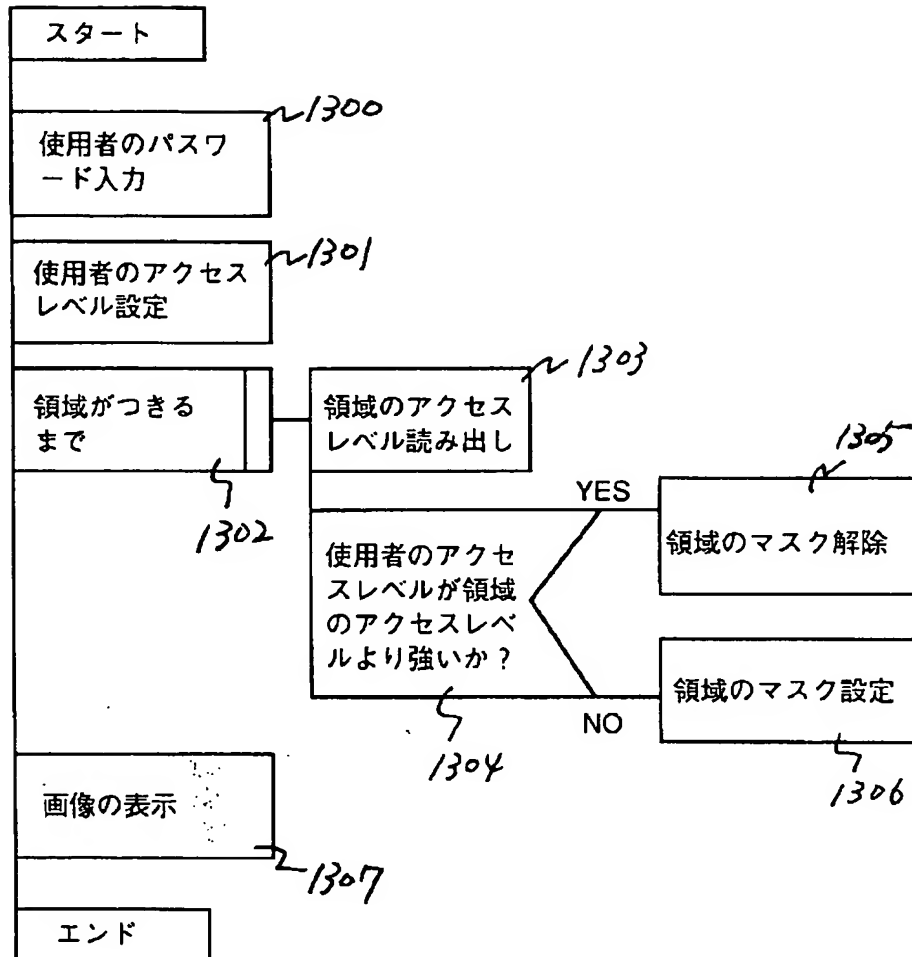 スタート
1300
使用者のパスワ
ード入力
1301
使用者のアクセス
レベル設定
1302
領域がつきる
まで
1303
領域のアクセス
レベル読み出し
1304
使用者のアクセ
スレベルが領域
のアクセスレベ
ルより強いか？
YES
1305
領域のマスク解除
NO
領域のマスク設定
1306
画像の表示
1307
エンド